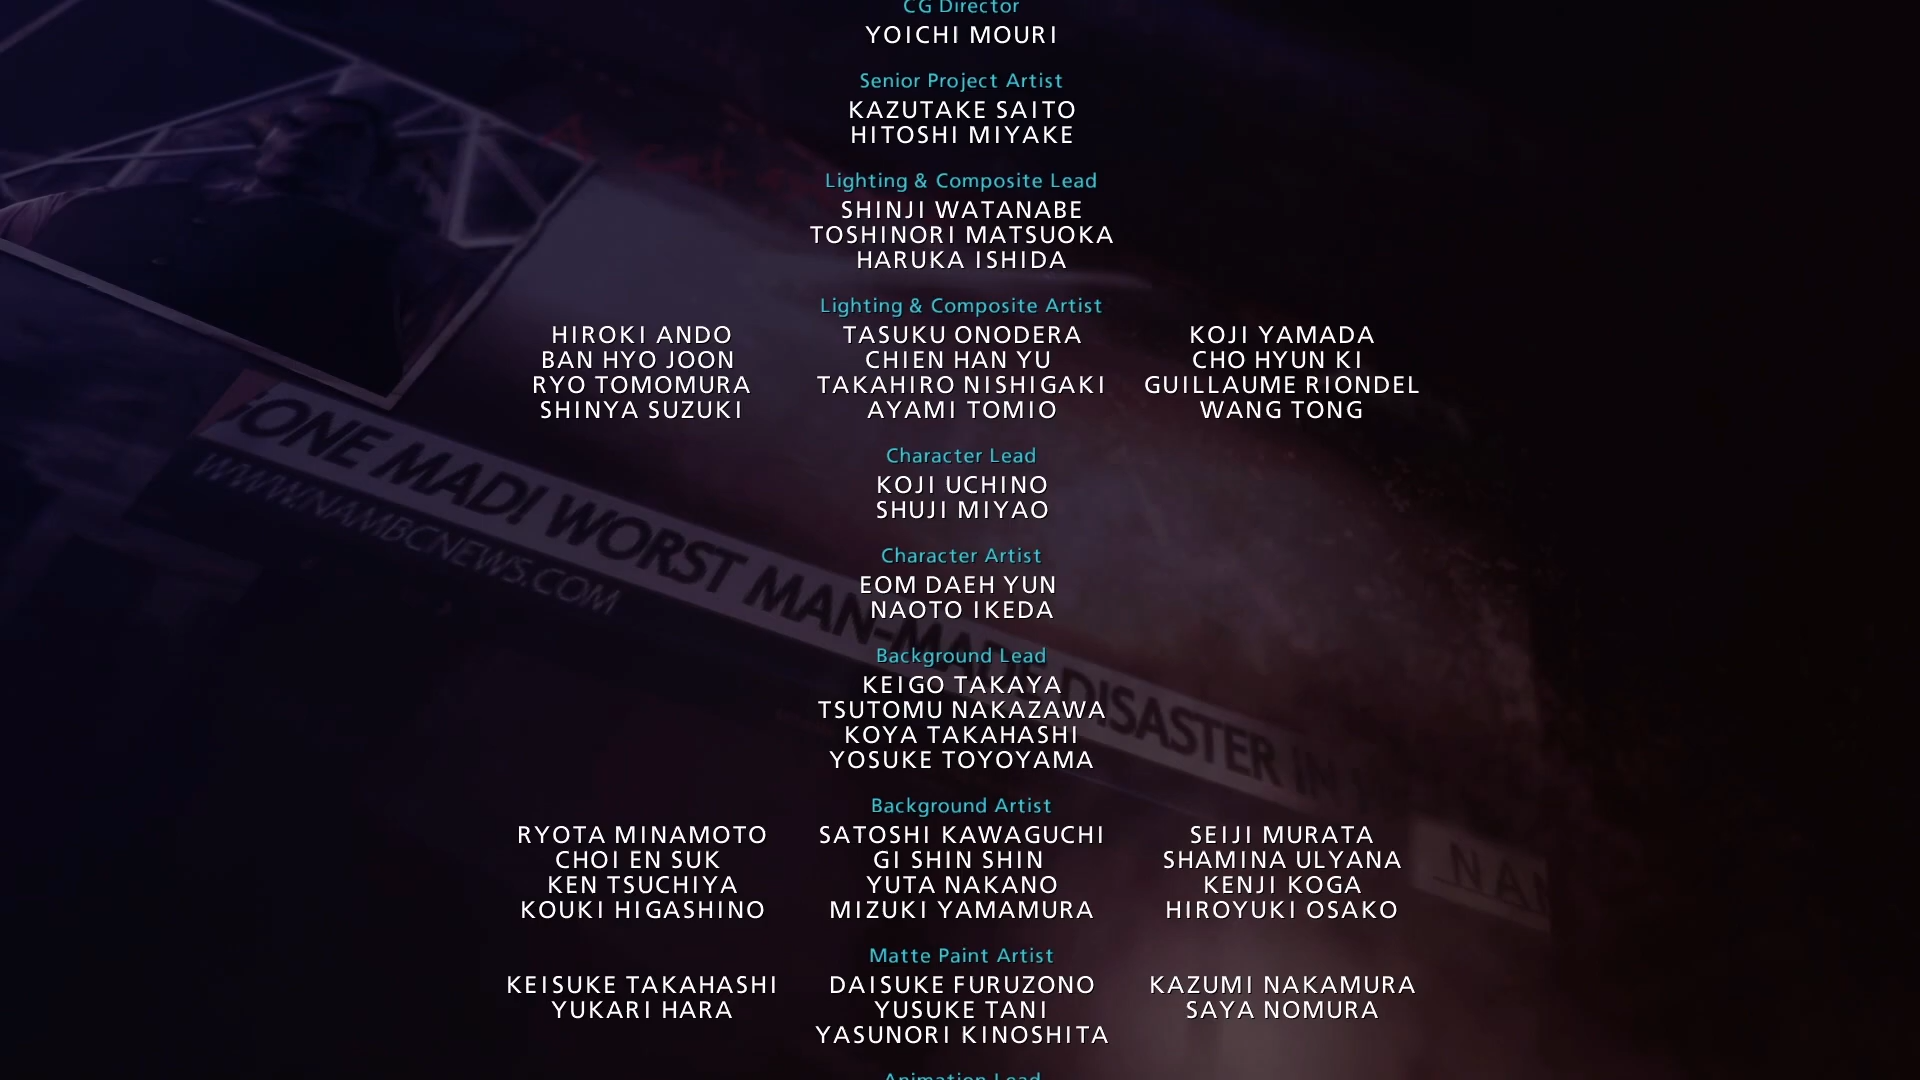 CG Director
YOICHI MOURI
Senior Project Artist
KAZUTAKE SAITO
HITOSHI MIYAKE
Lighting & Composite Lead
SHINJI WATANABE
TOSHINORI MATSUOKA
HARUKA ISHIDA
Lighting & Composite Artist
HIROKI ANDO TASUKU ONODERA KOJI YAMADA
BAN HYO JOON CHIEN HAN YU CHO HYUN KI
RYO TOMOMURA TAKAHIRO NISHIGAKI GUILLAUME RIONDEL
SHINYA SUZUKI AYAMI TOMIO WANG TONG
Character Lead
KOJI UCHINO
SHUJI MIYAO
Character Artist
EOM DAEH YUN
NAOTO IKEDA
Background Lead
KEIGO TAKAYA
TSUTOMU NAKAZAWA
KOYA TAKAHASHI
YOSUKE TOYOYAMA
Background Artist
RYOTA MINAMOTO SATOSHI KAWAGUCHI SEIJI MURATA
CHOI EN SUK GI SHIN SHIN SHAMINA ULYANA
KEN TSUCHIYA YUTA NAKANO KENJI KOGA
KOUKI HIGASHINO MIZUKI YAMAMURA HIROYUKI OSAKO
Matte Paint Artist
KEISUKE TAKAHASHI DAISUKE FURUZONO KAZUMI NAKAMURA
YUKARI HARA YUSUKE TANI SAYA NOMURA
YASUNORI KINOSHITA
Animation Lead
ONE MAD! WORST MAN-MADE DISASTER IN
WWW.NAMBCNEWS.COM